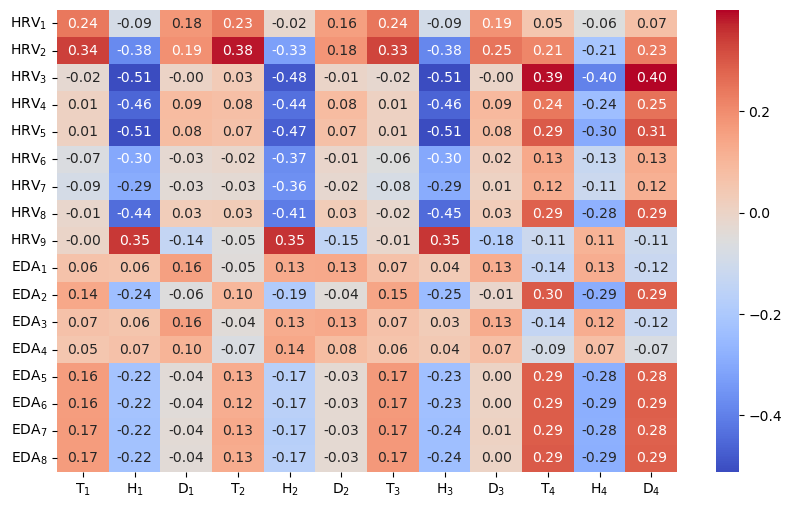 HRV₁ 0.24 -0.09 0.18 0.23 -0.02 0.16 0.24 -0.09 0.19 0.05 -0.06 0.07
HRV₂ 0.34 -0.38 0.19 0.38 -0.33 0.18 0.33 -0.38 0.25 0.21 -0.21 0.23
HRV₃ -0.02 -0.51 -0.00 0.03 -0.48 -0.01 -0.02 -0.51 -0.00 0.39 -0.40 0.40
HRV₄ 0.01 -0.46 0.09 0.08 -0.44 0.08 0.01 -0.46 0.09 0.24 -0.24 0.25
HRV₅ 0.01 -0.51 0.08 0.07 -0.47 0.07 0.01 -0.51 0.08 0.29 -0.30 0.31
HRV₆ -0.07 -0.30 -0.03 -0.02 -0.37 -0.01 -0.06 -0.30 0.02 0.13 -0.13 0.13
HRV₇ -0.09 -0.29 -0.03 -0.03 -0.36 -0.02 -0.08 -0.29 0.01 0.12 -0.11 0.12
HRV₈ -0.01 -0.44 0.03 0.03 -0.41 0.03 -0.02 -0.45 0.03 0.29 -0.28 0.29
HRV₉ -0.00 0.35 -0.14 -0.05 0.35 -0.15 -0.01 0.35 -0.18 -0.11 0.11 -0.11
EDA₁ 0.06 0.06 0.16 -0.05 0.13 0.13 0.07 0.04 0.13 -0.14 0.13 -0.12
EDA₂ 0.14 -0.24 -0.06 0.10 -0.19 -0.04 0.15 -0.25 -0.01 0.30 -0.29 0.29
EDA₃ 0.07 0.06 0.16 -0.04 0.13 0.13 0.07 0.03 0.13 -0.14 0.12 -0.12
EDA₄ 0.05 0.07 0.10 -0.07 0.14 0.08 0.06 0.04 0.07 -0.09 0.07 -0.07
EDA₅ 0.16 -0.22 -0.04 0.13 -0.17 -0.03 0.17 -0.23 0.00 0.29 -0.28 0.28
EDA₆ 0.16 -0.22 -0.04 0.12 -0.17 -0.03 0.17 -0.23 0.00 0.29 -0.29 0.29
EDA₇ 0.17 -0.22 -0.04 0.13 -0.17 -0.03 0.17 -0.24 0.01 0.29 -0.28 0.28
EDA₈ 0.17 -0.22 -0.04 0.13 -0.17 -0.03 0.17 -0.24 0.00 0.29 -0.29 0.29
T₁ H₁ D₁ T₂ H₂ D₂ T₃ H₃ D₃ T₄ H₄ D₄
0.2
0.0
−0.2
−0.4